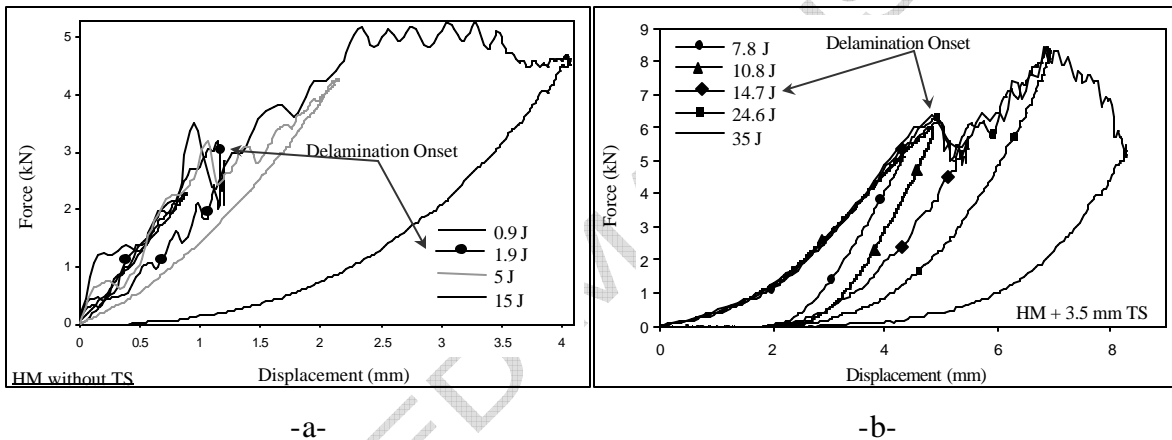 5
4
3
2
1
0
Force (kN)
Delamination Onset
0.9 J
1.9 J
5 J
15 J
0 0.5 1 1.5 2 2.5 3 3.5 4
HM without TS
Displacement (mm)
-a-
9
8
7
6
5
4
3
2
1
0
Force (kN)
7.8 J
10.8 J
14.7 J
24.6 J
35 J
Delamination Onset
HM + 3.5 mm TS
0 2 4 6 8
Displacement (mm)
-b-